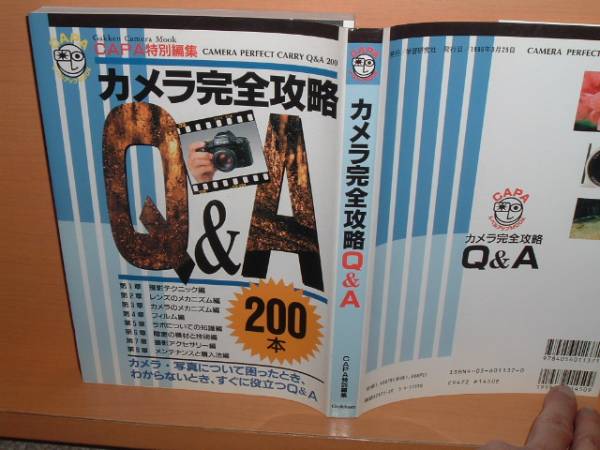 Gakken Camera Mook
CAPA特別編集 CAMERA PERFECT CARRY Q&A 200
CAPA
カメラ完全攻略
Q&A
第1章 撮影テクニック編
第2章 レンズのメカニズム編
第3章 カメラのメカニズム編
第4章 フィルム編
第5章 ラボについての知識編
第6章 暗室の機材と技術編
第7章 撮影アクセサリー編
第8章 メンテナンスと購入法編
200
本
カメラ・写真について困ったとき、
わからないとき、すぐに役立つQ&A
CAPA
カメラ完全攻略Q&A
CAPA特別編集
Gakken
CAMERA PERFECT
CAPA
カメラ完全攻略
Q&A
ISBN4-05-601137-0